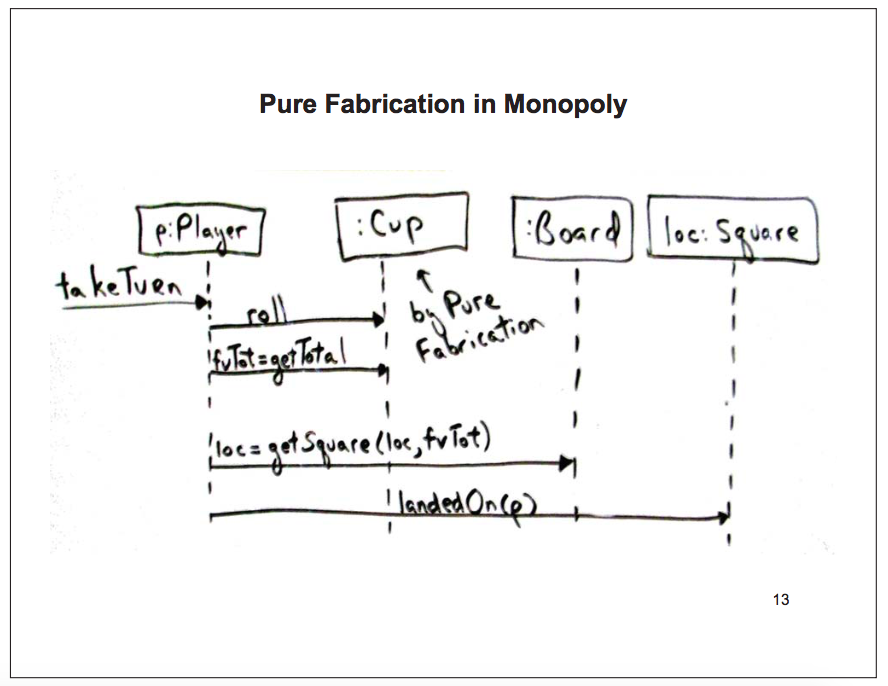 Pure Fabrication in Monopoly
p:Player
:Cup
:Board
loc: Square
takeTurn
roll
by Pure
Fabrication
fvTot=getTotal
loc= getSquare(loc, fvTot)
landedOn(p)
13